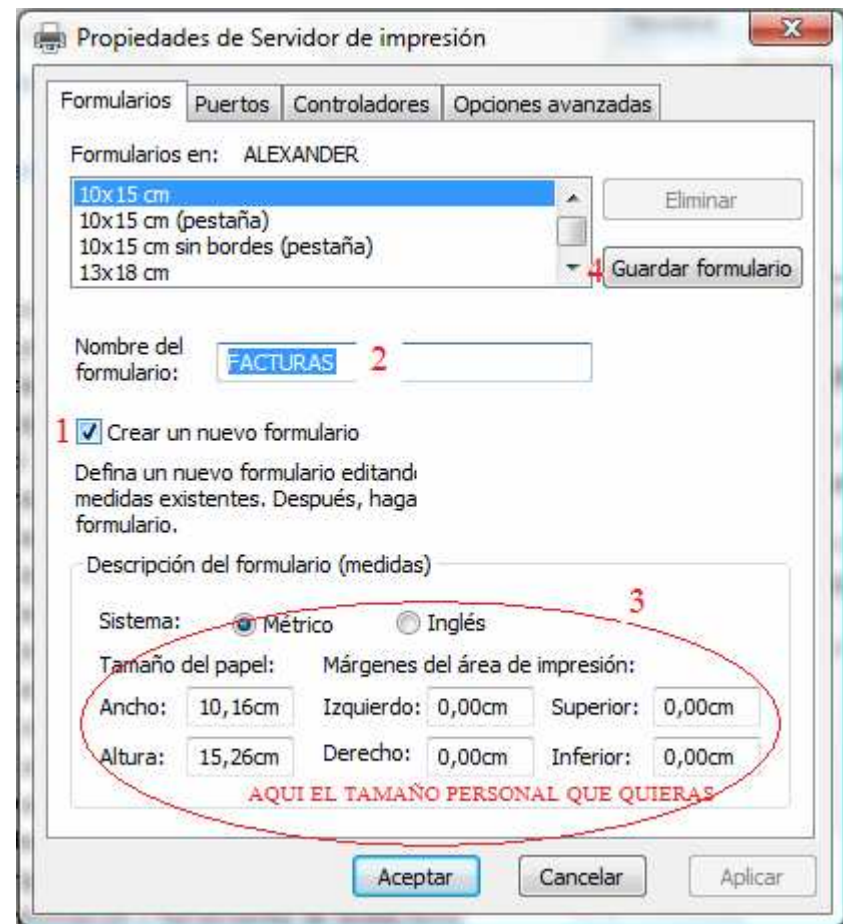 Propiedades de Servidor de impresión
Formularios Puertos Controladores Opciones avanzadas
Formularios en: ALEXANDER
10x15 cm
10x15 cm (pestaña)
10x15 cm sin bordes (pestaña)
13x18 cm
Eliminar
4 Guardar formulario
Nombre del
formulario:
FACTURAS 2
1 Crear un nuevo formulario
Defina un nuevo formulario editand
medidas existentes. Después, haga
formulario.
Descripción del formulario (medidas)
3
Sistema: Métrico Inglés
Tamaño del papel: Márgenes del área de impresión:
Ancho: 10,16cm Izquierdo: 0,00cm Superior: 0,00cm
Altura: 15,26cm Derecho: 0,00cm Inferior: 0,00cm
AQUI EL TAMAÑO PERSONAL QUE QUIERAS
Aceptar Cancelar Aplicar